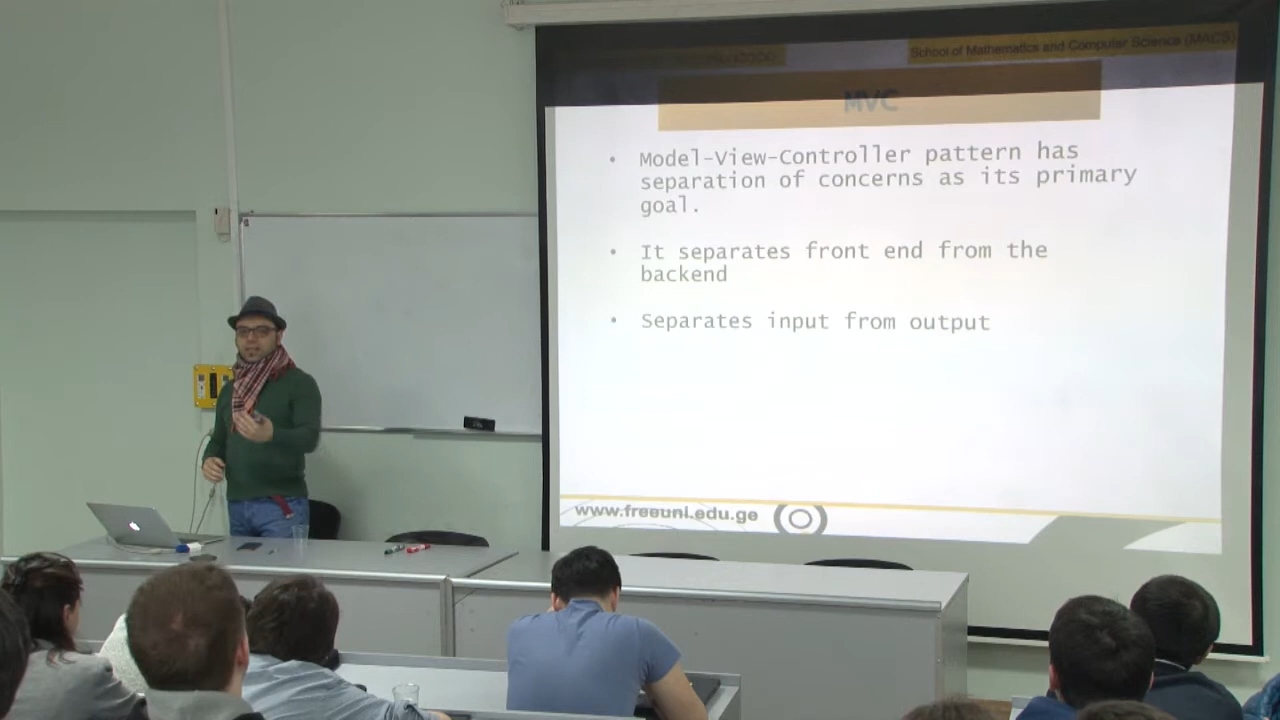 School of Mathematics and Computer Science (MACS)
MVC
• Model-View-Controller pattern has
separation of concerns as its primary
goal.
• It separates front end from the
backend
• Separates input from output
www.freeuni.edu.ge